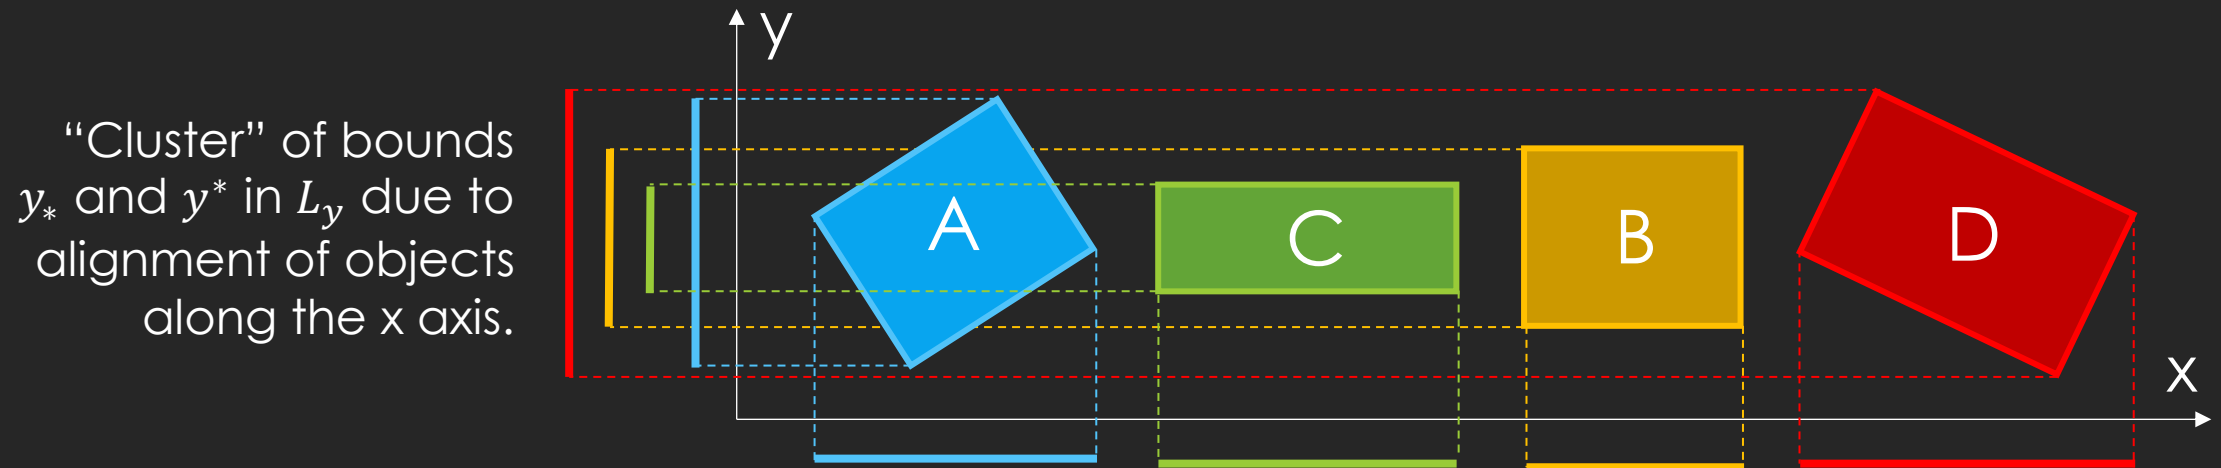 y
“Cluster” of bounds
y* and y* in Ly due to
alignment of objects
along the x axis.
A
C
B
D
x